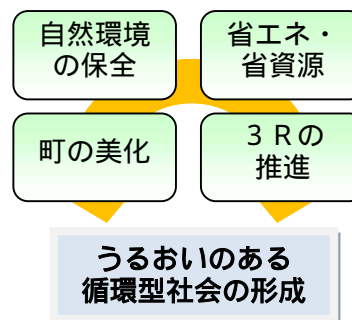 自然環境
の保全
省エネ・
省資源
町の美化
３Ｒの
推進
うるおいのある
循環型社会の形成